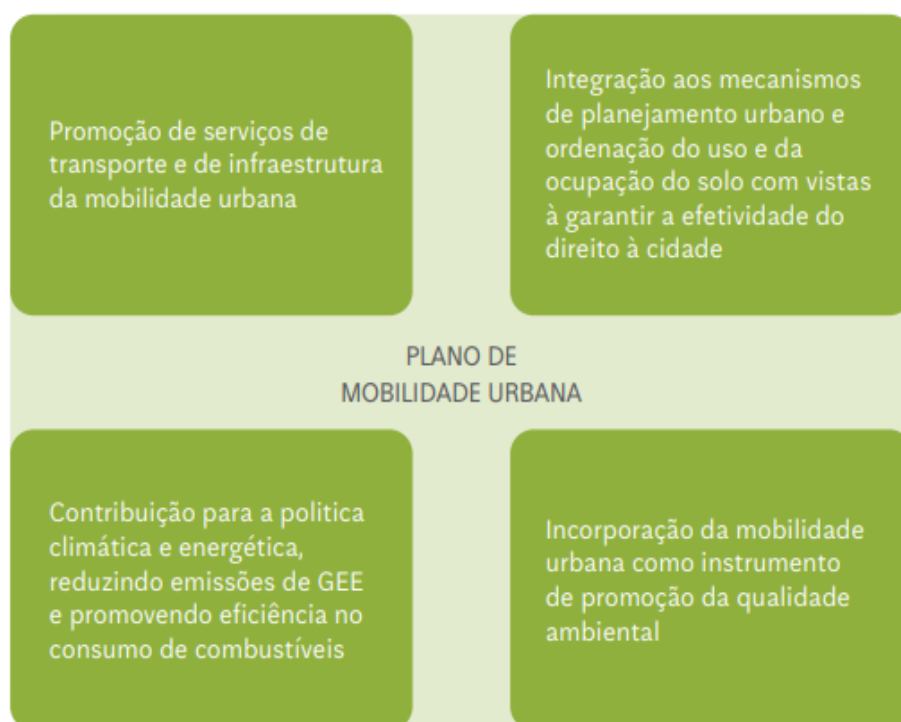 Promoção de serviços de
transporte e de infraestrutura
da mobilidade urbana
Integração aos mecanismos
de planejamento urbano e
ordenação do uso e da
ocupação do solo com vistas
à garantir a efetividade do
direito à cidade
PLANO DE
MOBILIDADE URBANA
Contribuição para a politica
climática e energética,
reduzindo emissões de GEE
e promovendo eficiência no
consumo de combustíveis
Incorporação da mobilidade
urbana como instrumento
de promoção da qualidade
ambiental